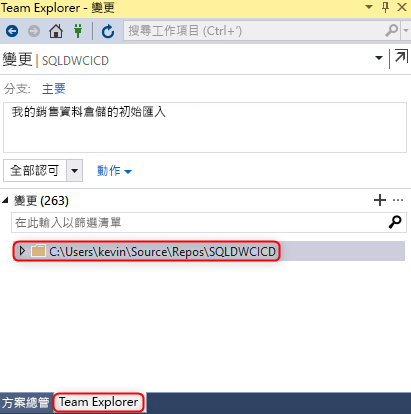 Team Explorer - 變更
搜尋工作項目 (Ctrl+')
變更 | SQLDWCICD
分支: 主要
我的銷售資料倉儲的初始匯入
全部認可 動作
變更 (263)
在此輸入以篩選清單
C:\Users\kevin\Source\Repos\SQLDWCICD
方案總管 Team Explorer